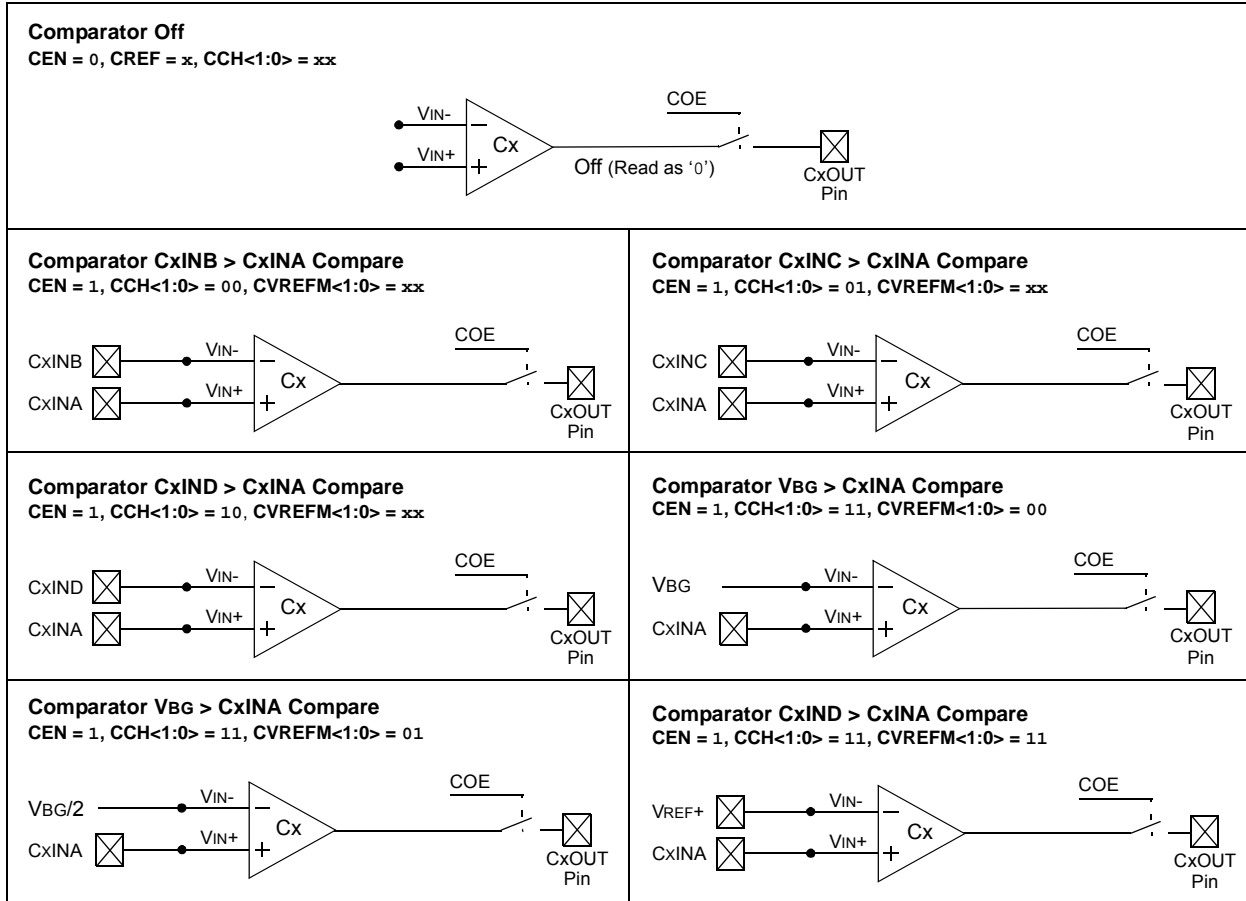 Comparator Off
CEN = 0, CREF = x, CCH<1:0> = xx
COE
VIN-
–
Cx
VIN+
+
Off (Read as ‘0’)
CxOUT
Pin
Comparator CxINB > CxINA Compare
CEN = 1, CCH<1:0> = 00, CVREFM<1:0> = xx
COE
CxINB
VIN-
–
Cx
CxINA
VIN+
+
CxOUT
Pin
Comparator CxINC > CxINA Compare
CEN = 1, CCH<1:0> = 01, CVREFM<1:0> = xx
COE
CxINC
VIN-
–
Cx
CxINA
VIN+
+
CxOUT
Pin
Comparator CxIND > CxINA Compare
CEN = 1, CCH<1:0> = 10, CVREFM<1:0> = xx
COE
CxIND
VIN-
–
Cx
CxINA
VIN+
+
CxOUT
Pin
Comparator VBG > CxINA Compare
CEN = 1, CCH<1:0> = 11, CVREFM<1:0> = 00
COE
VBG
VIN-
–
Cx
CxINA
VIN+
+
CxOUT
Pin
Comparator VBG > CxINA Compare
CEN = 1, CCH<1:0> = 11, CVREFM<1:0> = 01
COE
VBG/2
VIN-
–
Cx
CxINA
VIN+
+
CxOUT
Pin
Comparator CxIND > CxINA Compare
CEN = 1, CCH<1:0> = 11, CVREFM<1:0> = 11
COE
VREF+
VIN-
–
Cx
CxINA
VIN+
+
CxOUT
Pin